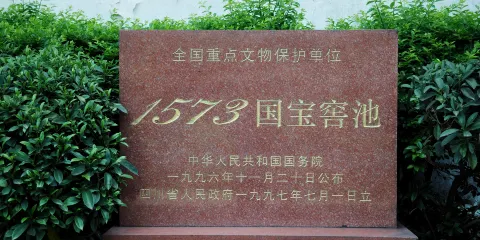 全国重点文物保护单位
1573国宝窖池
中华人民共和国国务院
一九九六年十一月二十日公布
四川省人民政府一九九七年七月一日立